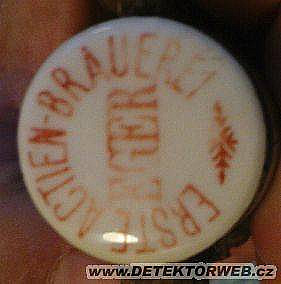 ERSTE ACTIEN-BRAUEREI
EGER
www.DETEKTORWEB.cz